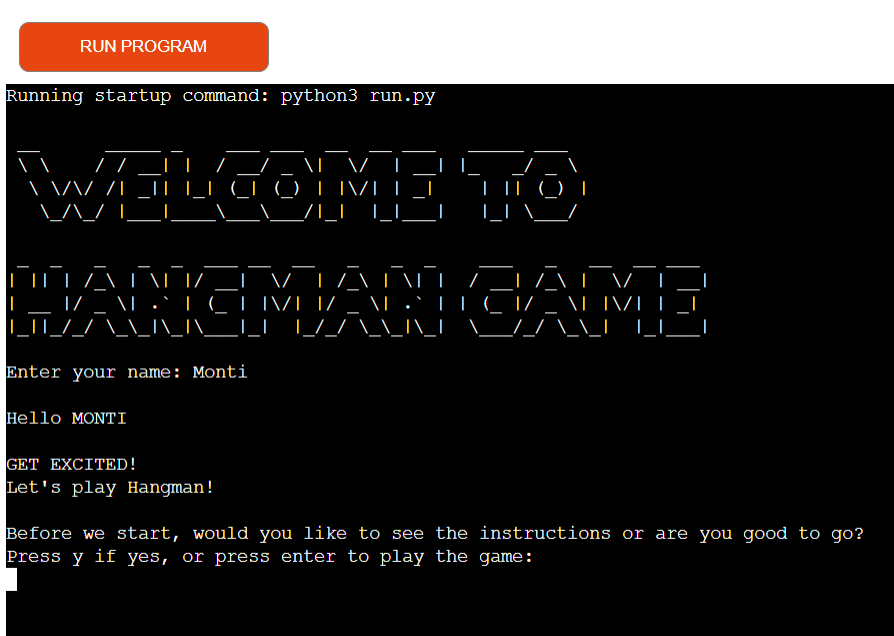 RUN PROGRAM
Running startup command: python3 run.py
WELCOME TO
HANGMAN GAME
Enter your name: Monti
Hello MONTI
GET EXCITED!
Let's play Hangman!
Before we start, would you like to see the instructions or are you good to go?
Press y if yes, or press enter to play the game: